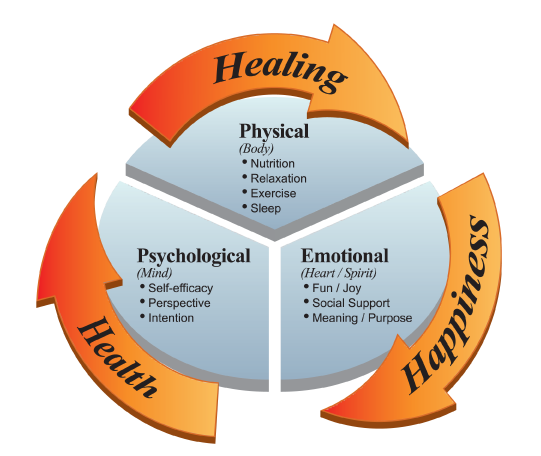 Healing
Physical
(Body)
• Nutrition
• Relaxation
• Exercise
• Sleep
Psychological
(Mind)
• Self-efficacy
• Perspective
• Intention
Emotional
(Heart / Spirit)
• Fun / Joy
• Social Support
• Meaning / Purpose
Happiness
Health